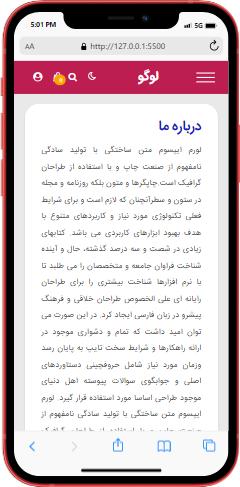 5:01 PM
5G
AA
http://127.0.0.1:5500
لوگو
درباره ما
لورم ایپسوم متن ساختگی با تولید سادگی
نامفهوم از صنعت چاپ و با استفاده از طراحان
گرافیک است چاپگرها و متون بلکه روزنامه و مجله
در ستون و سطرآنچنان که لازم است و برای شرایط
فعلی تکنولوژی مورد نیاز و کاربردهای متنوع با
هدف بهبود ابزارهای کاربردی می باشد. کتابهای
زیادی در شصت و سه درصد گذشته، حال و آینده
شناخت فراوان جامعه و متخصصان را می طلبد تا
با نرم افزارها شناخت بیشتری را برای طراحان
رایانه ای علی الخصوص طراحان خلاقی و فرهنگ
پیشرو در زبان فارسی ایجاد کرد. در این صورت می
توان امید داشت که تمام و دشواری موجود در
ارائه راهکارها و شرایط سخت تایپ به پایان رسد
وزمان مورد نیاز شامل حروفچینی دستاوردهای
اصلی و جوابگوی سوالات پیوسته اهل دنیای
موجود طراحی اساسا مورد استفاده قرار گیرد. لورم
ایپسوم متن ساختگی با تولید سادگی نامفهوم از